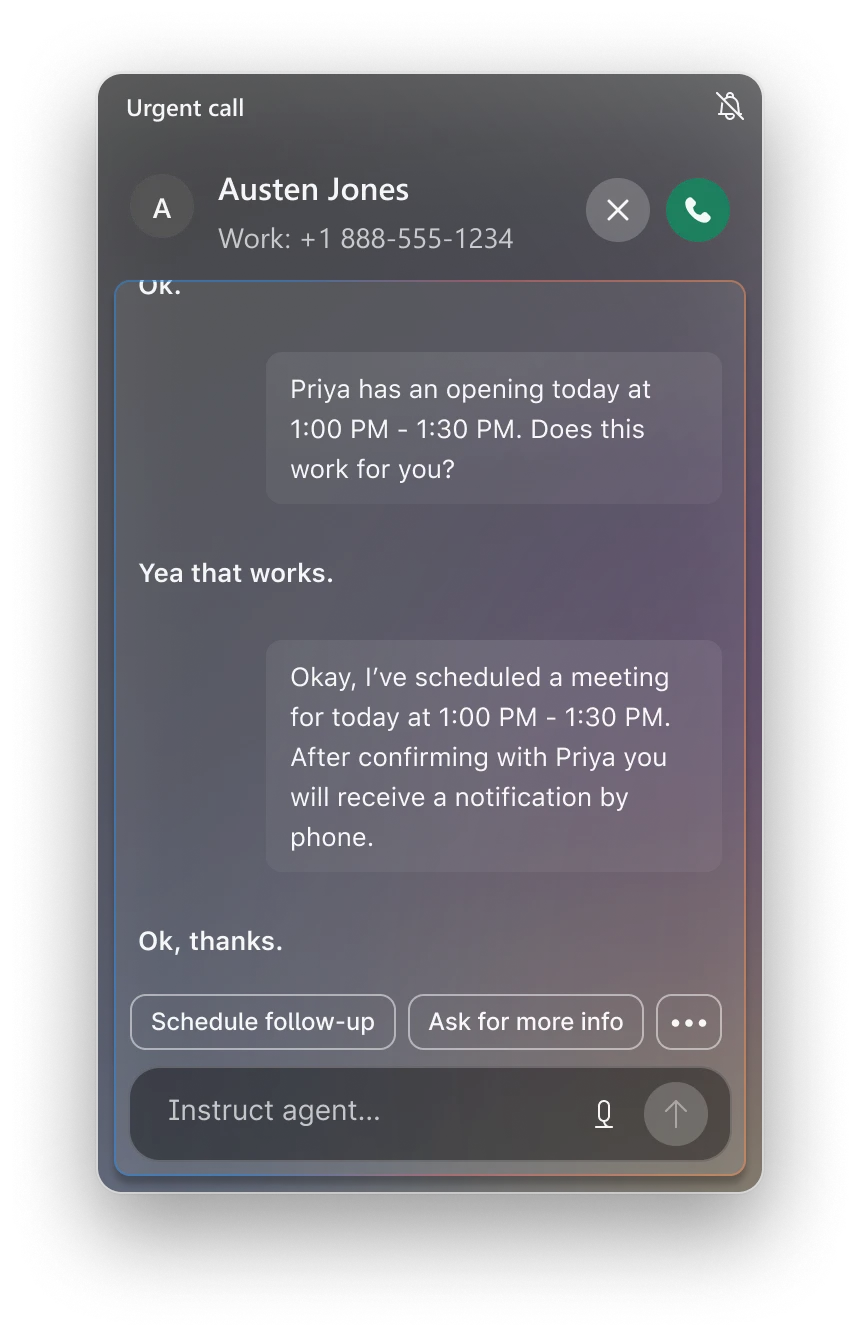 Urgent call
A
Austen Jones
Work: +1 888-555-1234
Ok.
Priya has an opening today at
1:00 PM - 1:30 PM. Does this
work for you?
Yea that works.
Okay, I’ve scheduled a meeting
for today at 1:00 PM - 1:30 PM.
After confirming with Priya you
will receive a notification by
phone.
Ok, thanks.
Schedule follow-up
Ask for more info
Instruct agent...